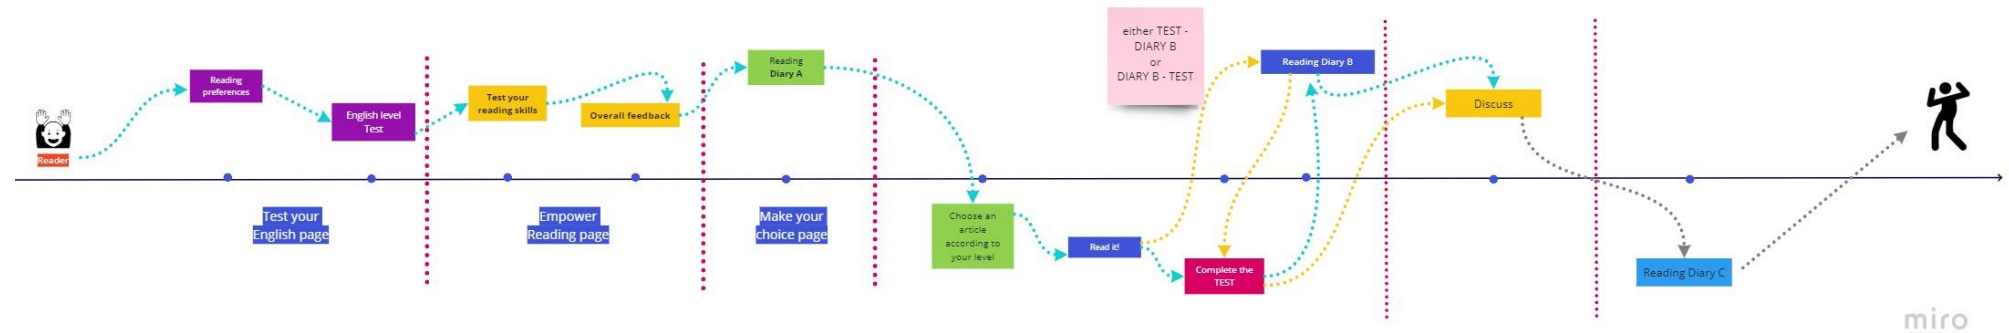 Reader
Reading
preferences
English level
Test
Test your
English page
Test your
reading skills
Overall feedback
Empower
Reading page
Reading
Diary A
Make your
choice page
Choose an
article
according to
your level
Read it!
Complete the
TEST
either TEST -
DIARY B
or
DIARY B - TEST
Reading Diary B
Discuss
Reading Diary C
miro